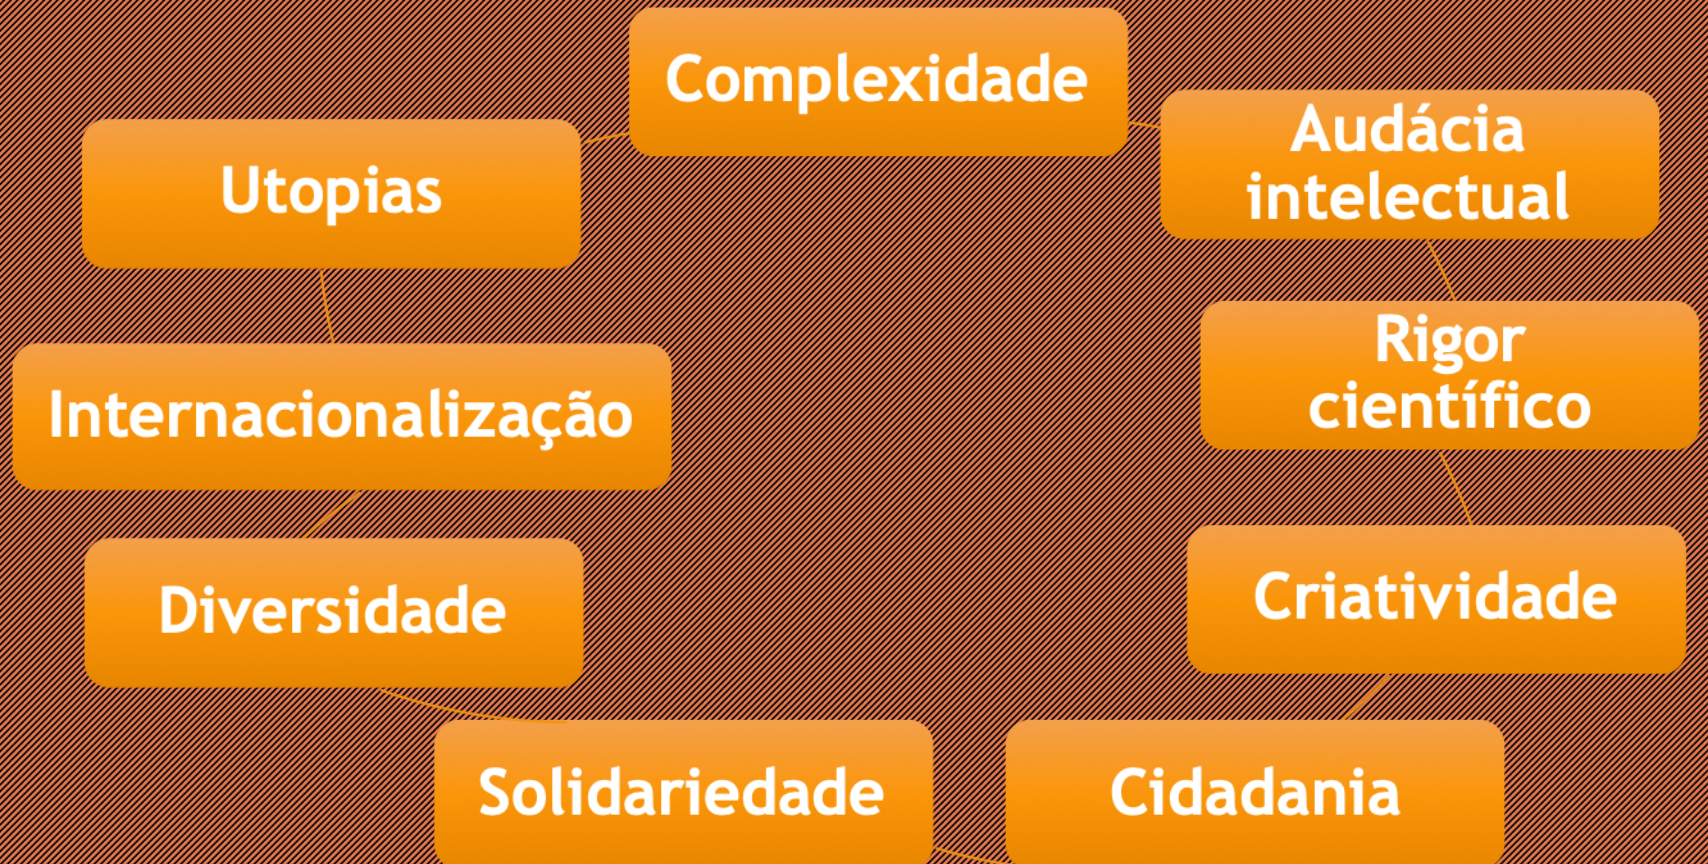 Complexidade
Audácia
intelectual
Rigor
científico
Criatividade
Cidadania
Solidariedade
Diversidade
Internacionalização
Utopias